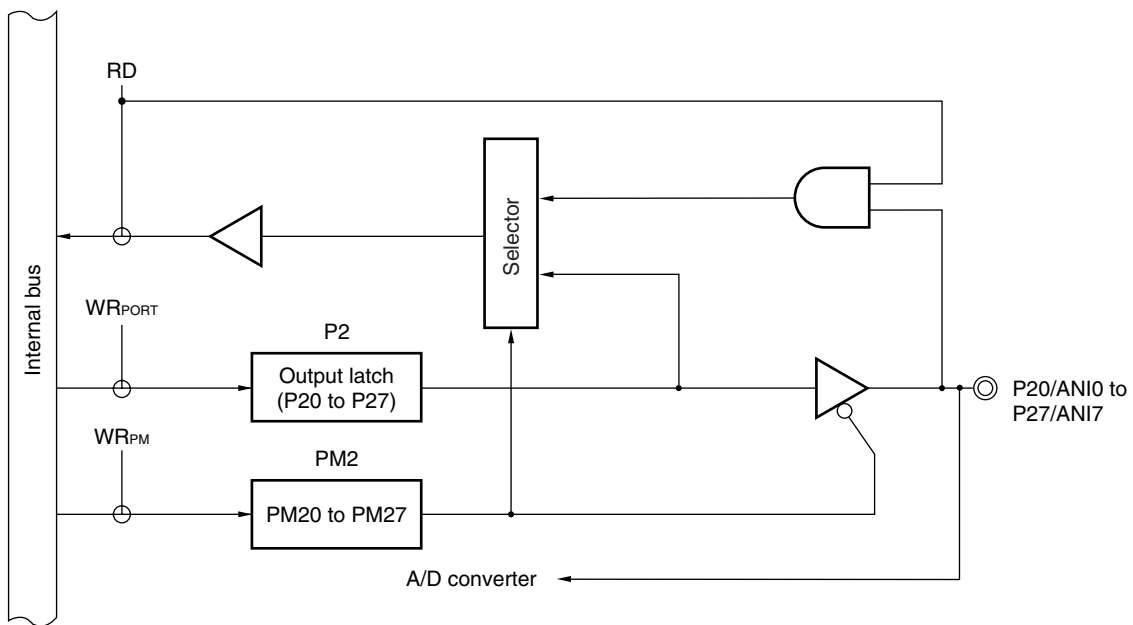 RD
Selector
Internal bus
WRPORT
P2
Output latch
(P20 to P27)
P20/ANI0 to
P27/ANI7
WRPM
PM2
PM20 to PM27
A/D converter